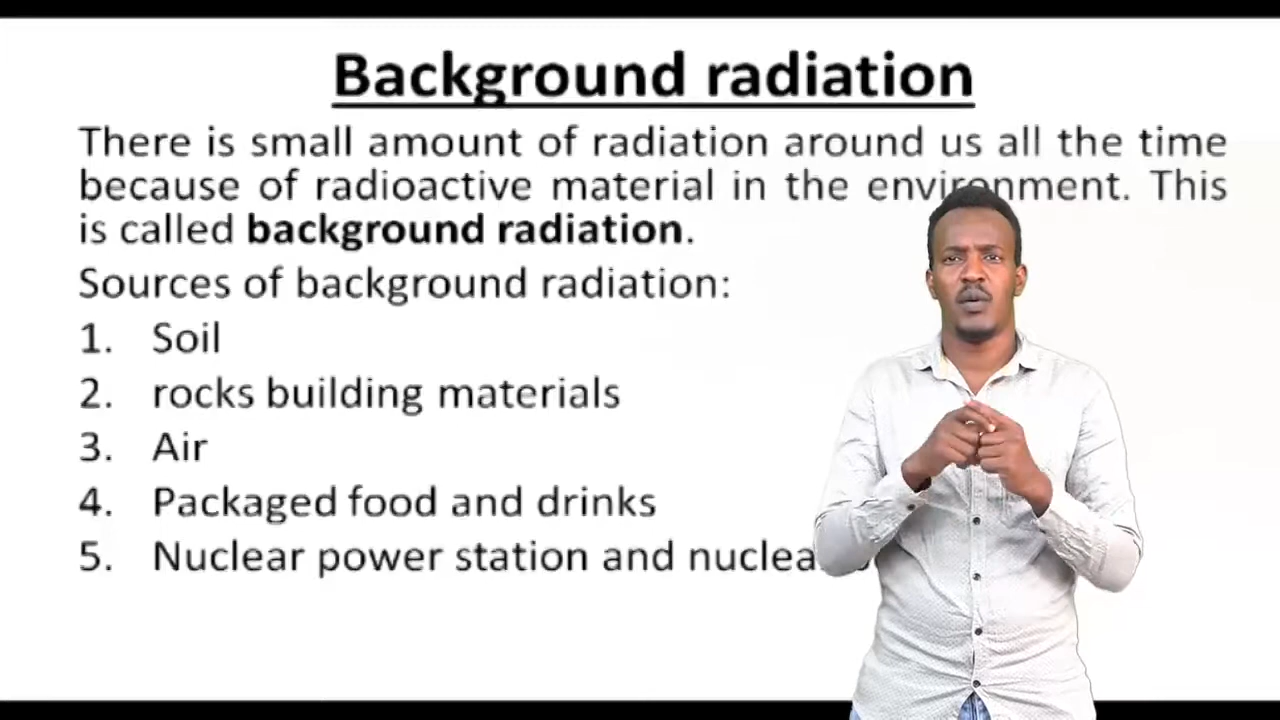 Background radiation
There is small amount of radiation around us all the time
because of radioactive material in the environment. This
is called background radiation.
Sources of background radiation:
1. Soil
2. rocks building materials
3. Air
4. Packaged food and drinks
5. Nuclear power station and